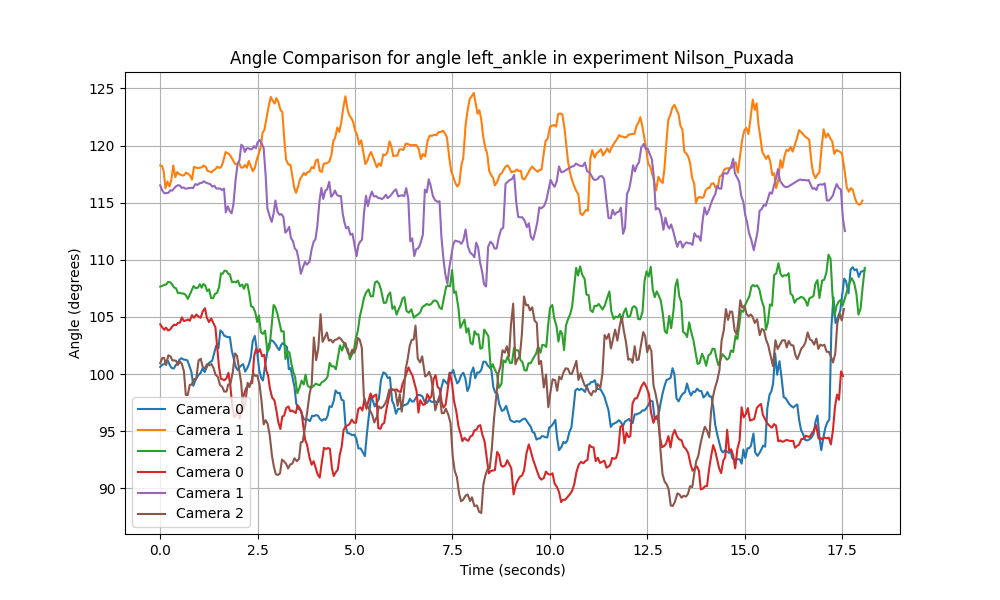 Angle Comparison for angle left_ankle in experiment Nilson_Puxada
Angle (degrees)
125
120
115
110
105
100
95
90
Camera 0
Camera 1
Camera 2
Camera 0
Camera 1
Camera 2
0.0 2.5 5.0 7.5 10.0 12.5 15.0 17.5
Time (seconds)